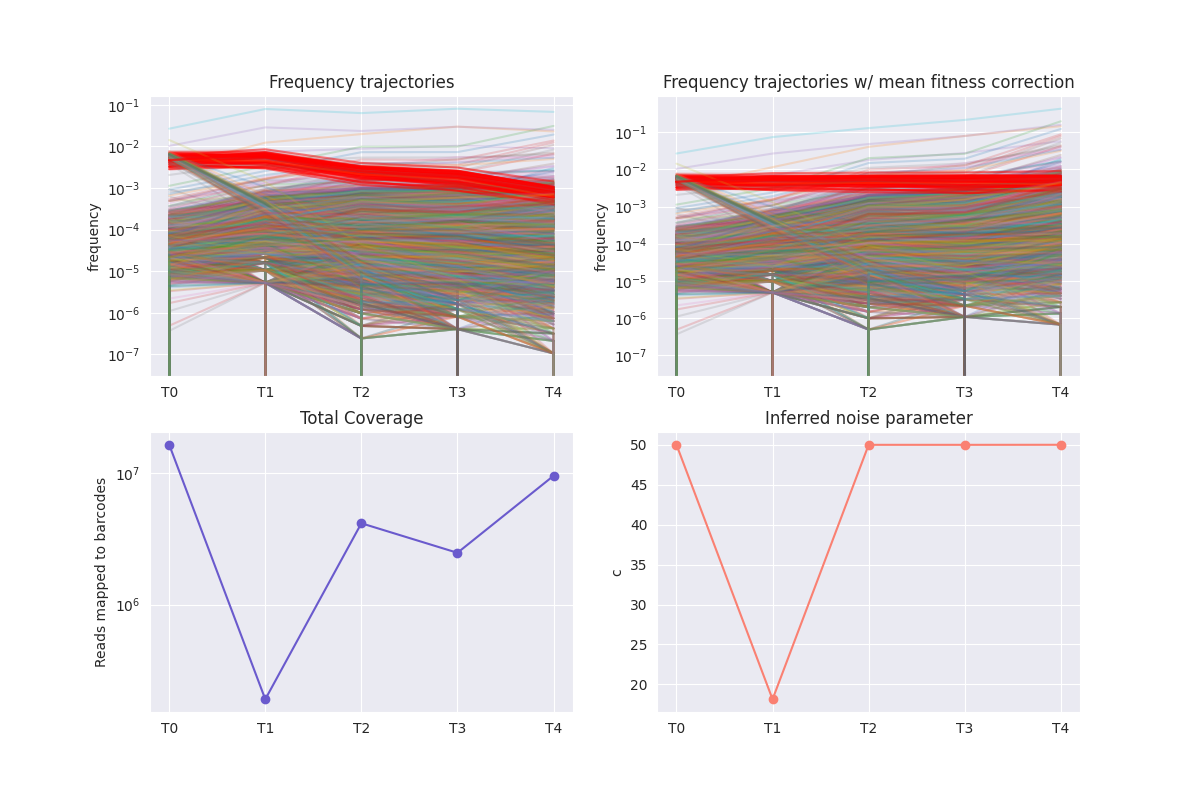 Frequency trajectories
frequency
10⁻¹
10⁻²
10⁻³
10⁻⁴
10⁻⁵
10⁻⁶
10⁻⁷
T0 T1 T2 T3 T4
Frequency trajectories w/ mean fitness correction
frequency
10⁻¹
10⁻²
10⁻³
10⁻⁴
10⁻⁵
10⁻⁶
10⁻⁷
T0 T1 T2 T3 T4
Total Coverage
Reads mapped to barcodes
10⁷
10⁶
T0 T1 T2 T3 T4
Inferred noise parameter
c
50
45
40
35
30
25
20
T0 T1 T2 T3 T4